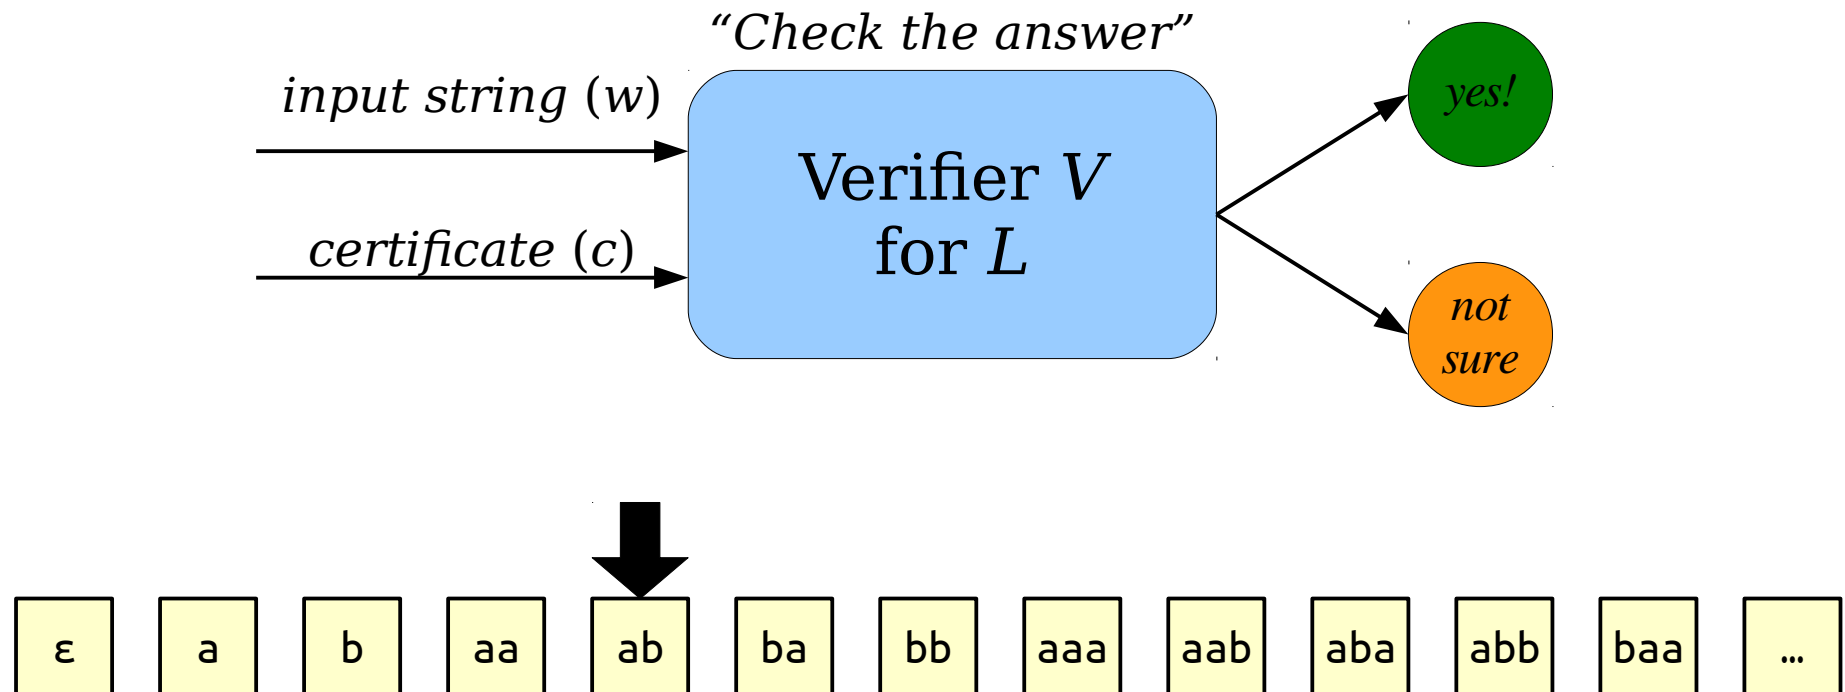 “Check the answer”
input string (w)
certificate (c)
Verifier V
for L
yes!
not
sure
ε a b aa ab ba bb aaa aab aba abb baa …